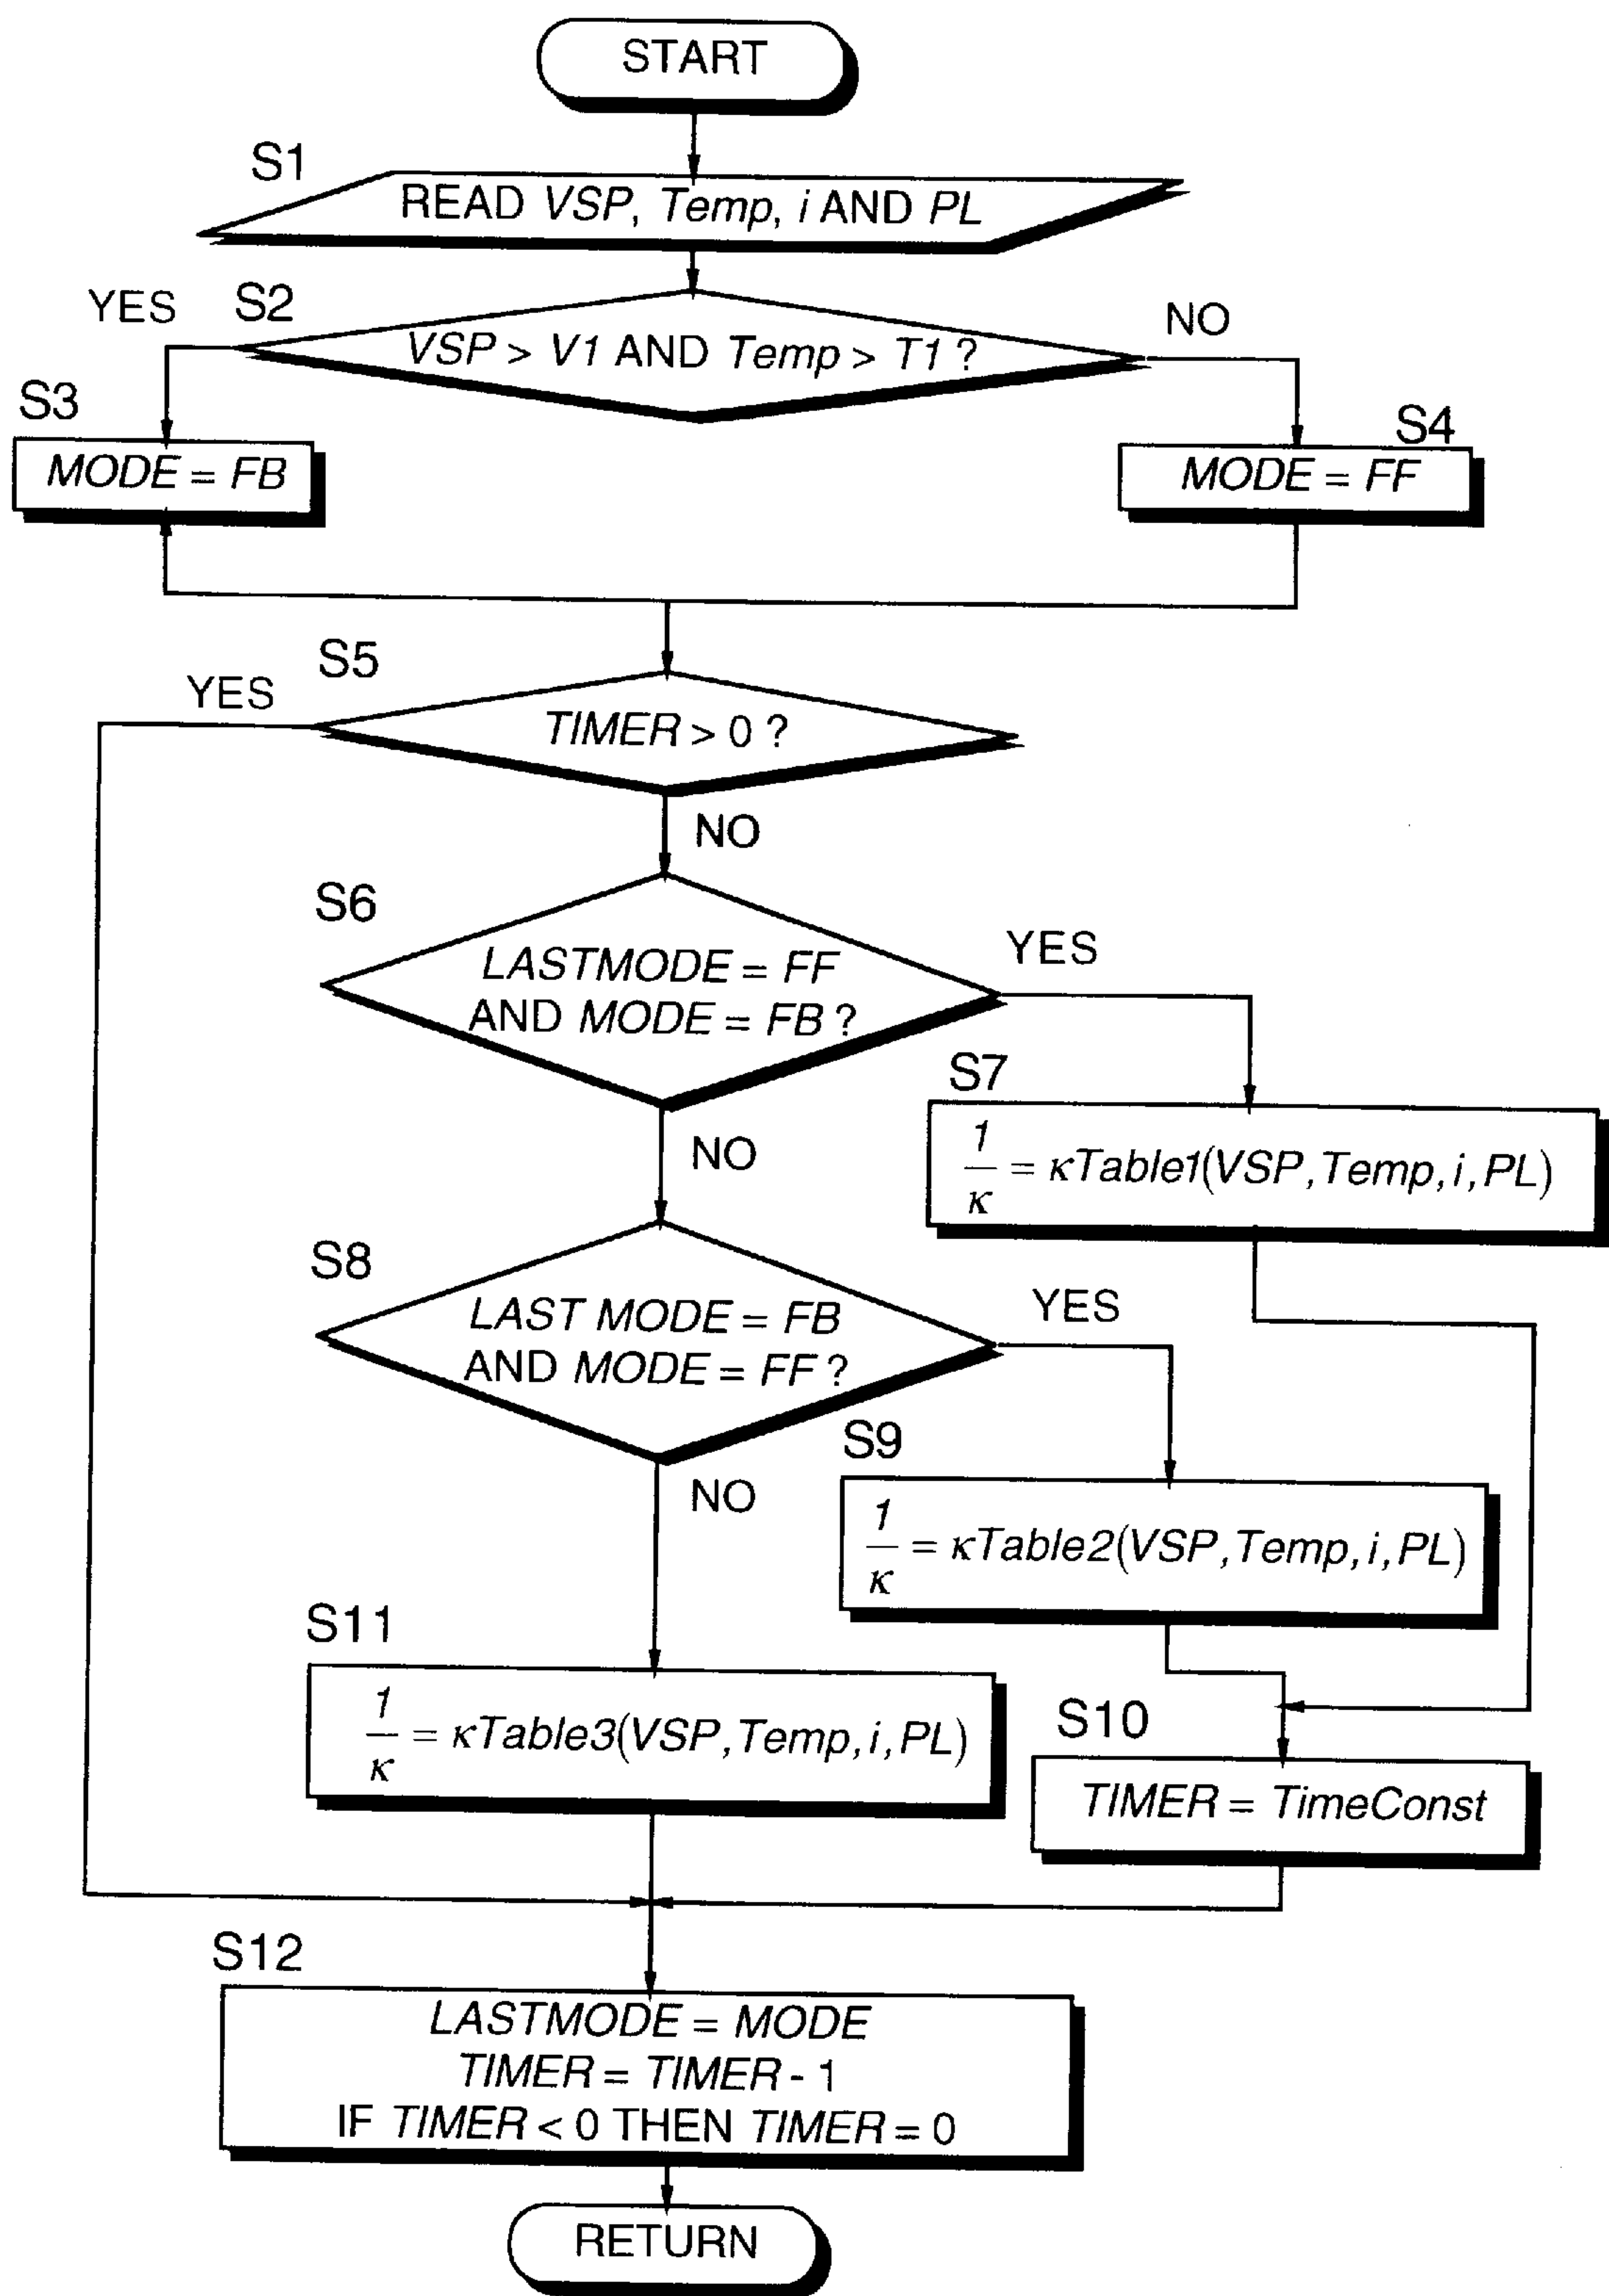 START
S1
READ VSP, Temp, i AND PL
YES
S2
NO
VSP > V1 AND Temp > T1 ?
S3
S4
MODE = FB
MODE = FF
S5
YES
TIMER > 0 ?
NO
S6
YES
LASTMODE = FF
AND MODE = FB ?
S7
1/κ = κTable1(VSP,Temp,i,PL)
NO
S8
YES
LAST MODE = FB
AND MODE = FF ?
S9
NO
1/κ = κTable2(VSP,Temp,i,PL)
S11
1/κ = κTable3(VSP,Temp,i,PL)
S10
TIMER = TimeConst
S12
LASTMODE = MODE
TIMER = TIMER - 1
IF TIMER < 0 THEN TIMER = 0
RETURN